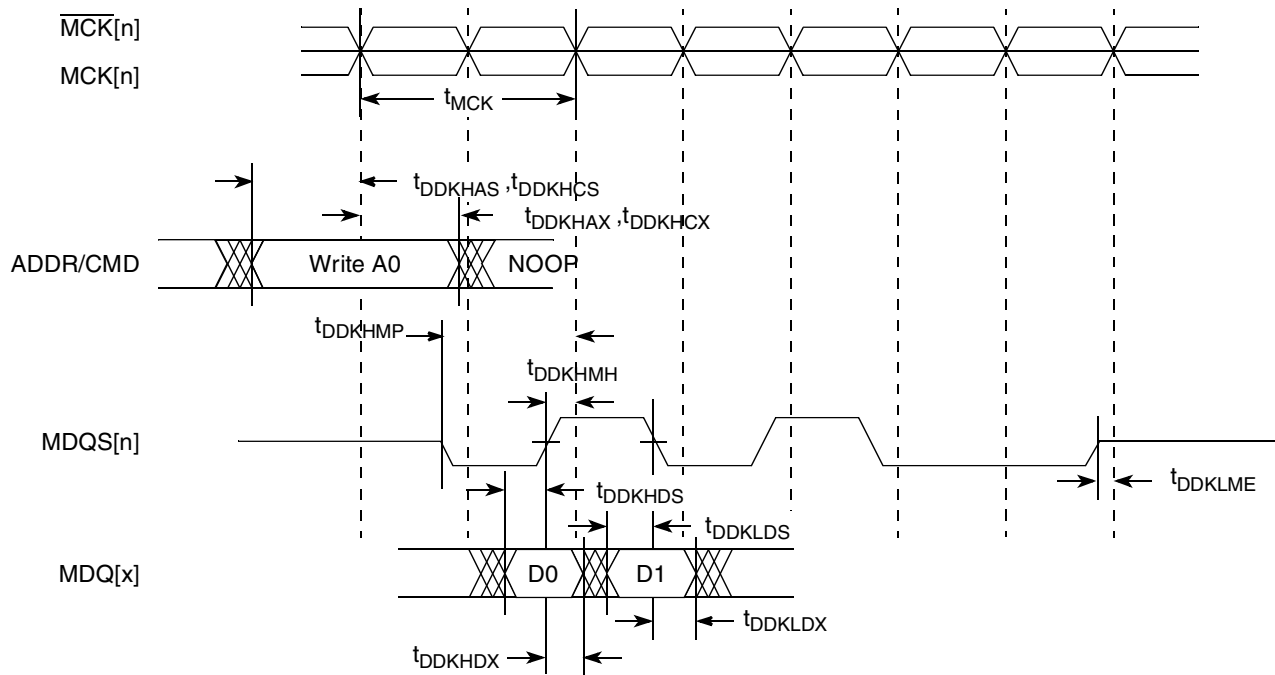 M̅C̅K̅[n]
MCK[n]
tMCK
tDDKHAS ,tDDKHCS
tDDKHAX ,tDDKHCX
ADDR/CMD
Write A0
NOOP
tDDKHMP
tDDKHMH
MDQS[n]
tDDKHDS
tDDKLME
tDDKLDS
MDQ[x]
D0
D1
tDDKLDX
tDDKHDX